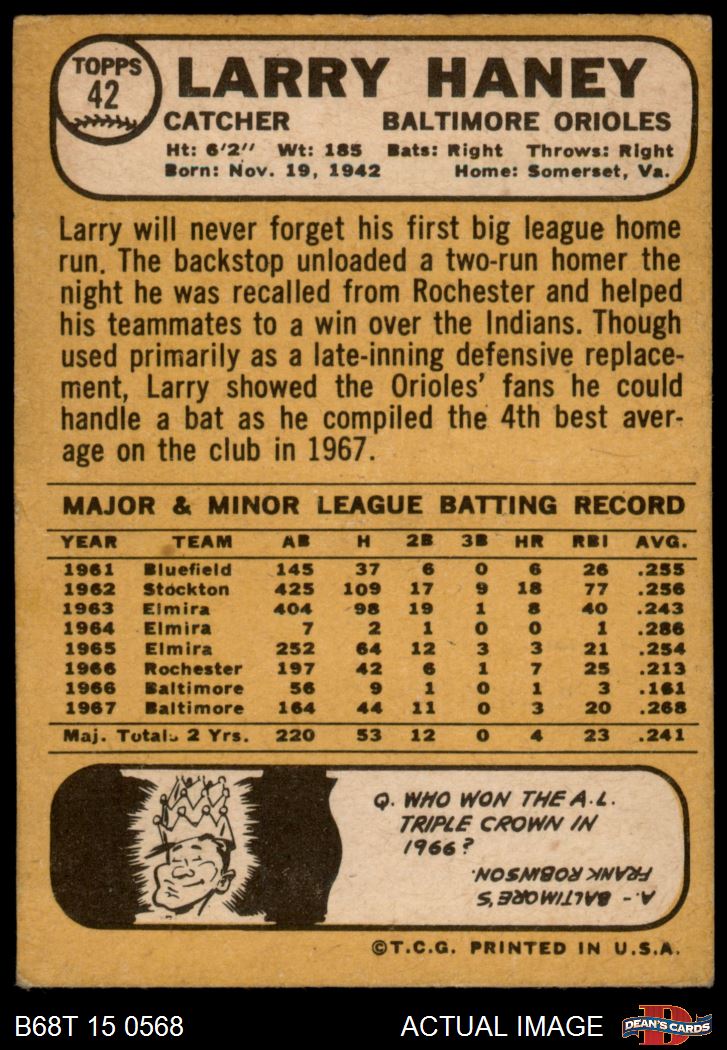 TOPPS
42
LARRY HANEY
CATCHER BALTIMORE ORIOLES
Ht: 6'2" Wt: 185 Bats: Right Throws: Right
Born: Nov. 19, 1942 Home: Somerset, Va.
Larry will never forget his first big league home
run. The backstop unloaded a two-run homer the
night he was recalled from Rochester and helped
his teammates to a win over the Indians. Though
used primarily as a late-inning defensive replace-
ment, Larry showed the Orioles' fans he could
handle a bat as he compiled the 4th best aver-
age on the club in 1967.
MAJOR & MINOR LEAGUE BATTING RECORD
YEAR TEAM AB H 2B 3B HR RBI AVG.
1961 Bluefield 145 37 6 0 6 26 .255
1962 Stockton 425 109 17 9 18 77 .256
1963 Elmira 404 98 19 1 8 40 .243
1964 Elmira 7 2 1 0 0 1 .286
1965 Elmira 252 64 12 3 3 21 .254
1966 Rochester 197 42 6 1 7 25 .213
1966 Baltimore 56 9 1 0 1 3 .161
1967 Baltimore 164 44 11 0 3 20 .268
Maj. Totals 2 Yrs. 220 53 12 0 4 23 .241
Q. WHO WON THE A.L.
TRIPLE CROWN IN
1966?
A.- BALTIMORE'S
FRANK ROBINSON.
©T.C.G. PRINTED IN U.S.A.
B68T 15 0568 ACTUAL IMAGE
D
DEAN'S CARDS